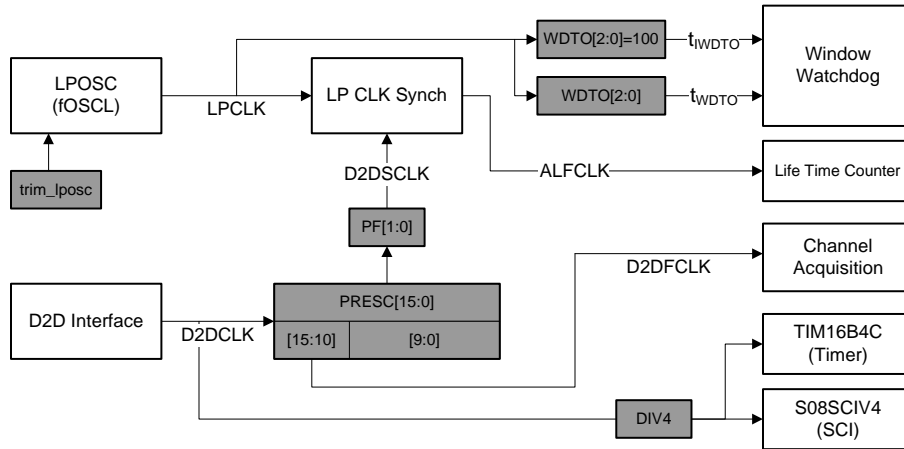 WDTO[2:0]=100
tIWDTO
Window
Watchdog
LPOSC
(fOSCL)
LPCLK
LP CLK Synch
WDTO[2:0]
tWDTO
trim_lposc
D2DSCLK
ALFCLK
Life Time Counter
PF[1:0]
D2DFCLK
Channel
Acquisition
D2D Interface
D2DCLK
PRESC[15:0]
[15:10]
[9:0]
TIM16B4C
(Timer)
DIV4
S08SCIV4
(SCI)